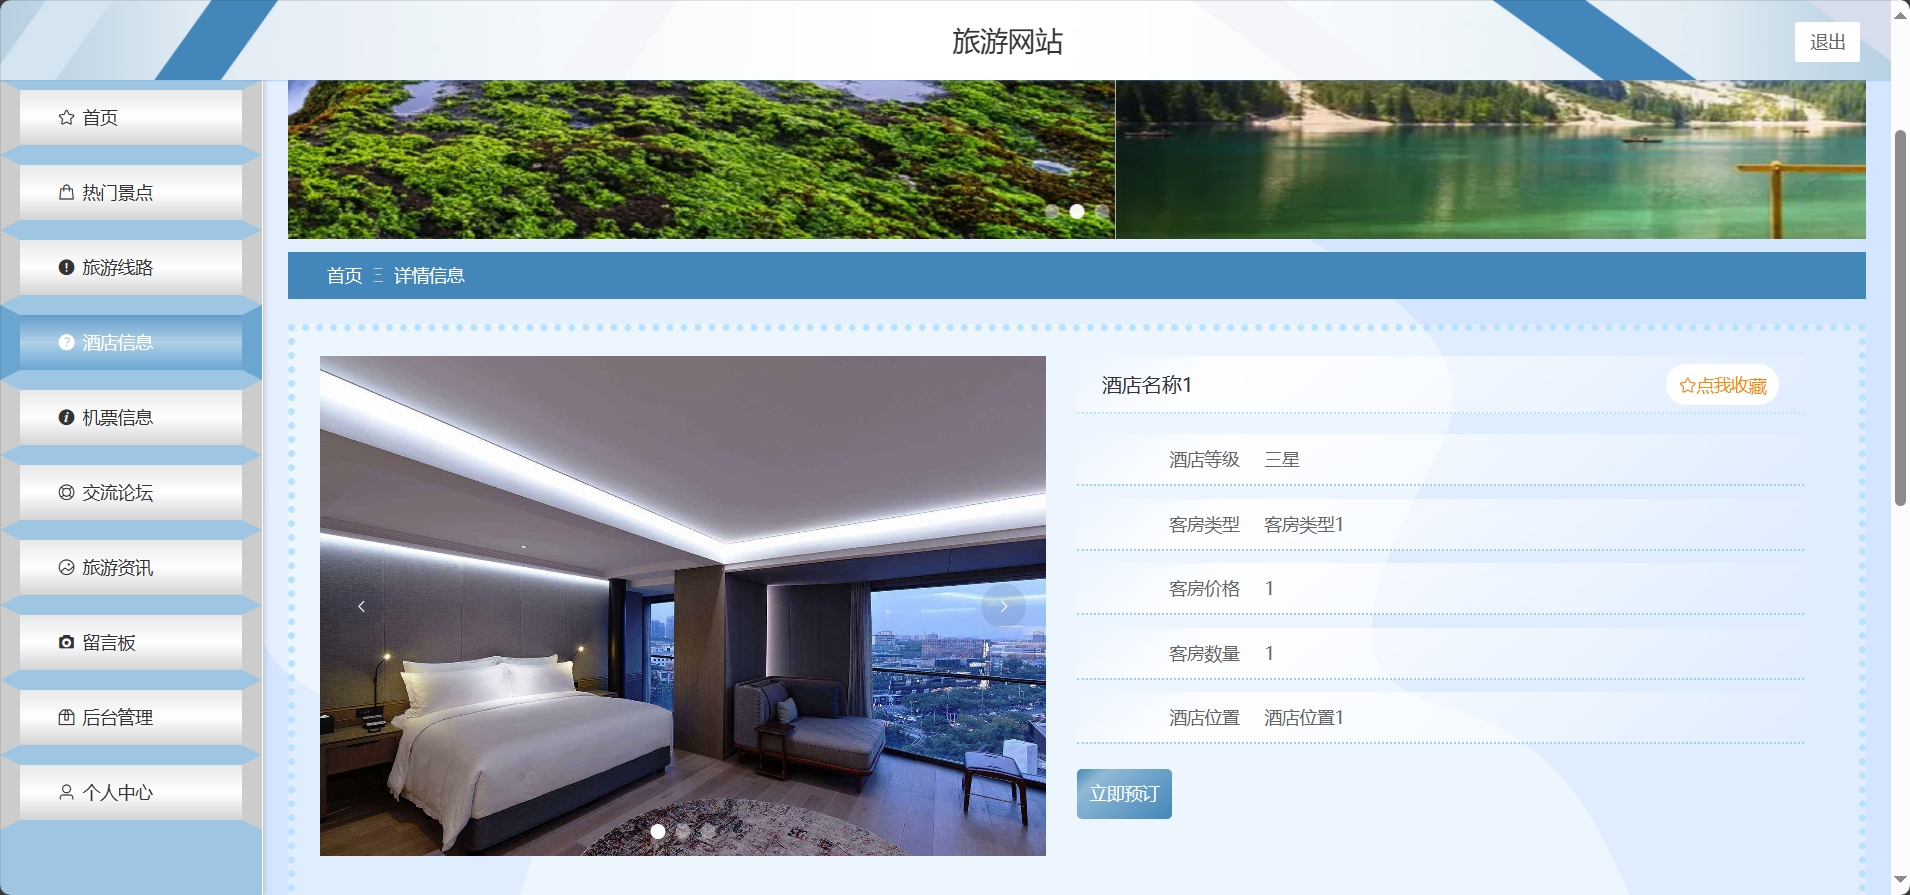 旅游网站
退出
首页
热门景点
旅游线路
酒店信息
机票信息
交流论坛
旅游资讯
留言板
后台管理
个人中心
首页 三 详情信息
酒店名称1
点我收藏
酒店等级 三星
客房类型 客房类型1
客房价格 1
客房数量 1
酒店位置 酒店位置1
立即预订